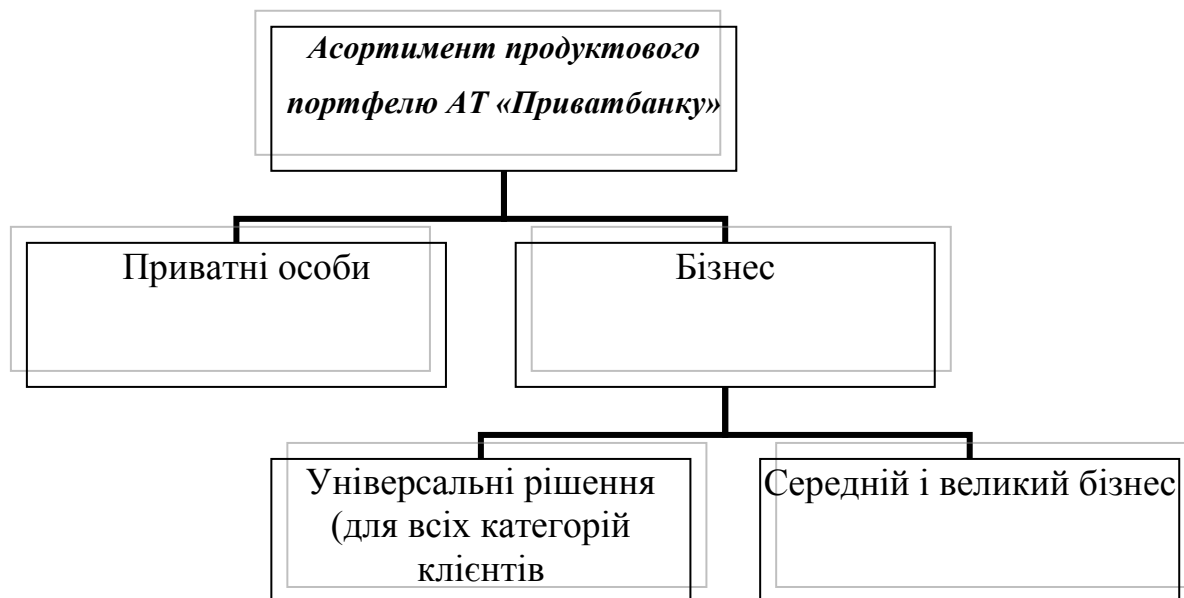 Асортимент продуктового
портфелю АТ «Приватбанку»
Приватні особи
Бізнес
Універсальні рішення
(для всіх категорій
клієнтів
Середній і великий бізнес